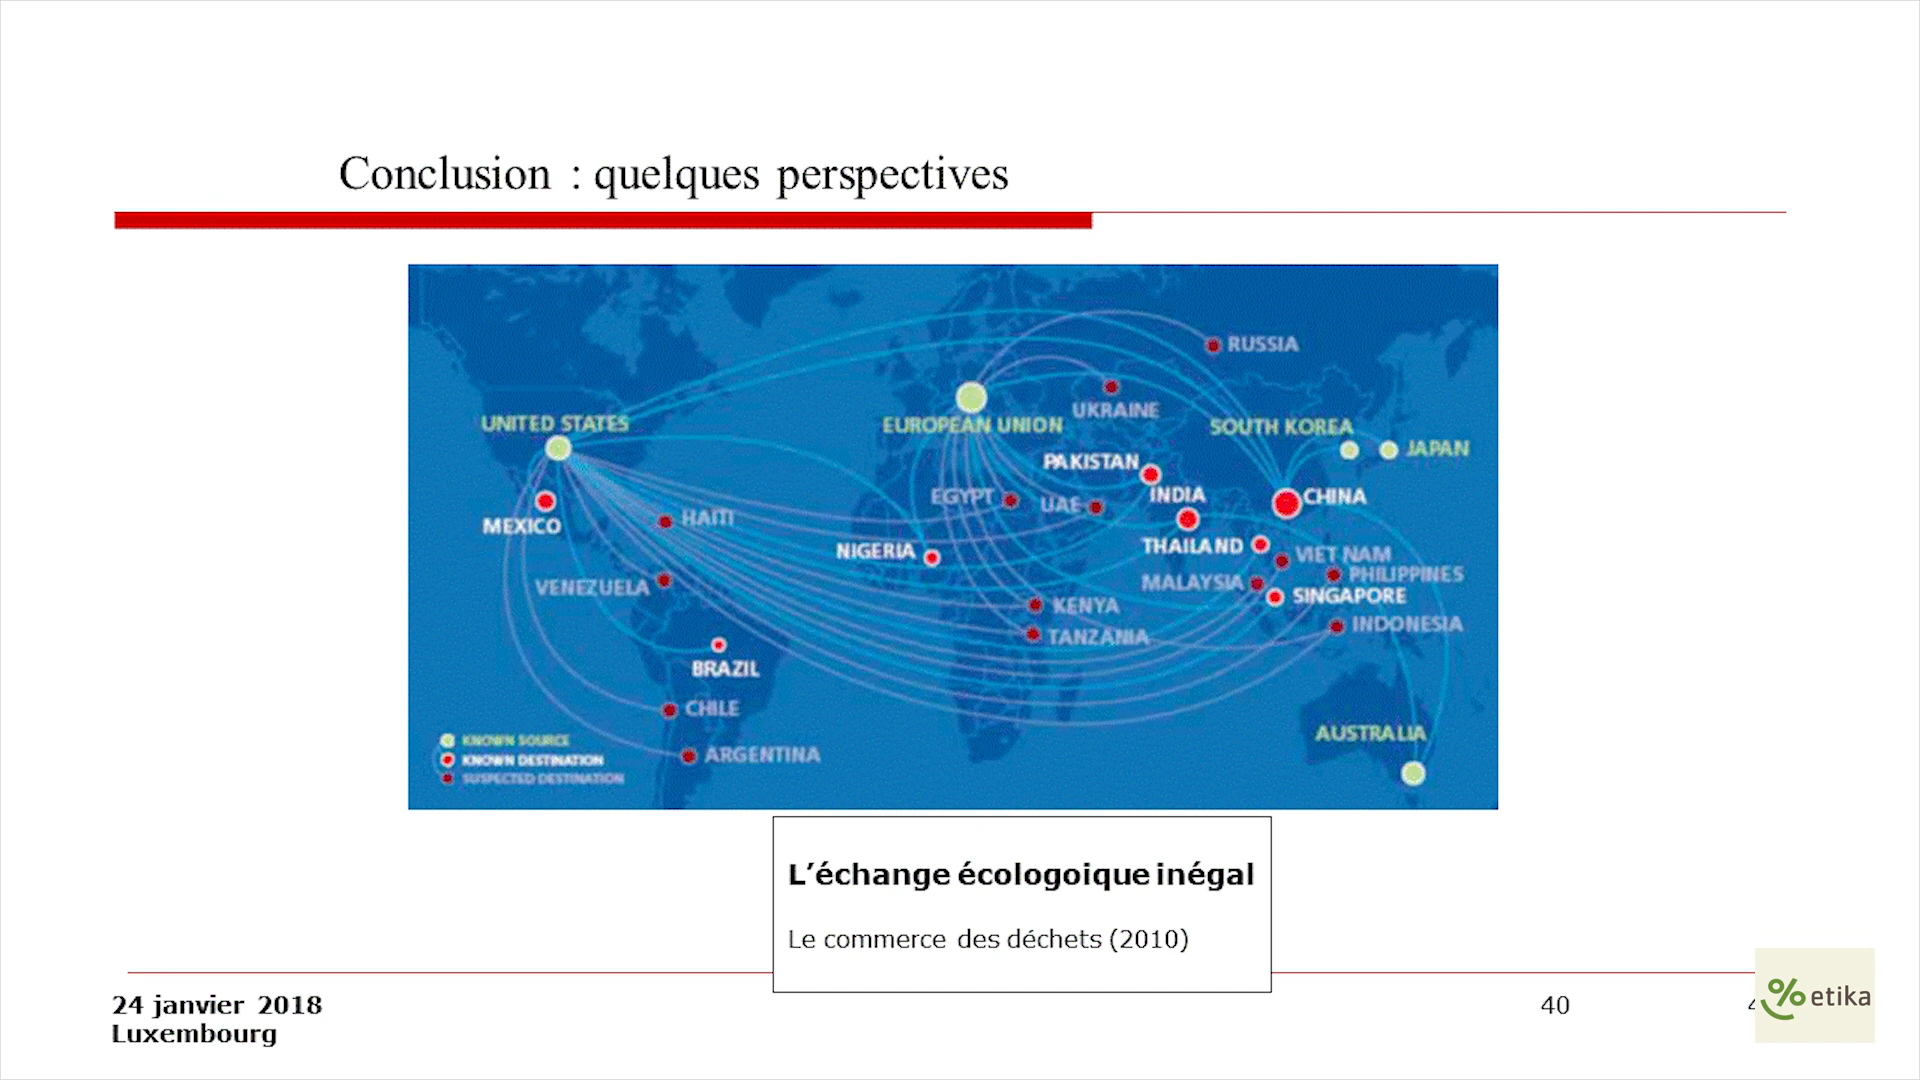 Conclusion : quelques perspectives
RUSSIA
UKRAINE
UNITED STATES
EUROPEAN UNION
SOUTH KOREA
JAPAN
PAKISTAN
EGYPT
UAE
INDIA
CHINA
MEXICO
HAITI
NIGERIA
THAILAND
VIET NAM
VENEZUELA
MALAYSIA
PHILIPPINES
SINGAPORE
KENYA
TANZANIA
INDONESIA
BRAZIL
CHILE
AUSTRALIA
ARGENTINA
KNOWN SOURCE
KNOWN DESTINATION
SUSPECTED DESTINATION
L’échange écologoique inégal
Le commerce des déchets (2010)
24 janvier 2018
Luxembourg
40
% etika